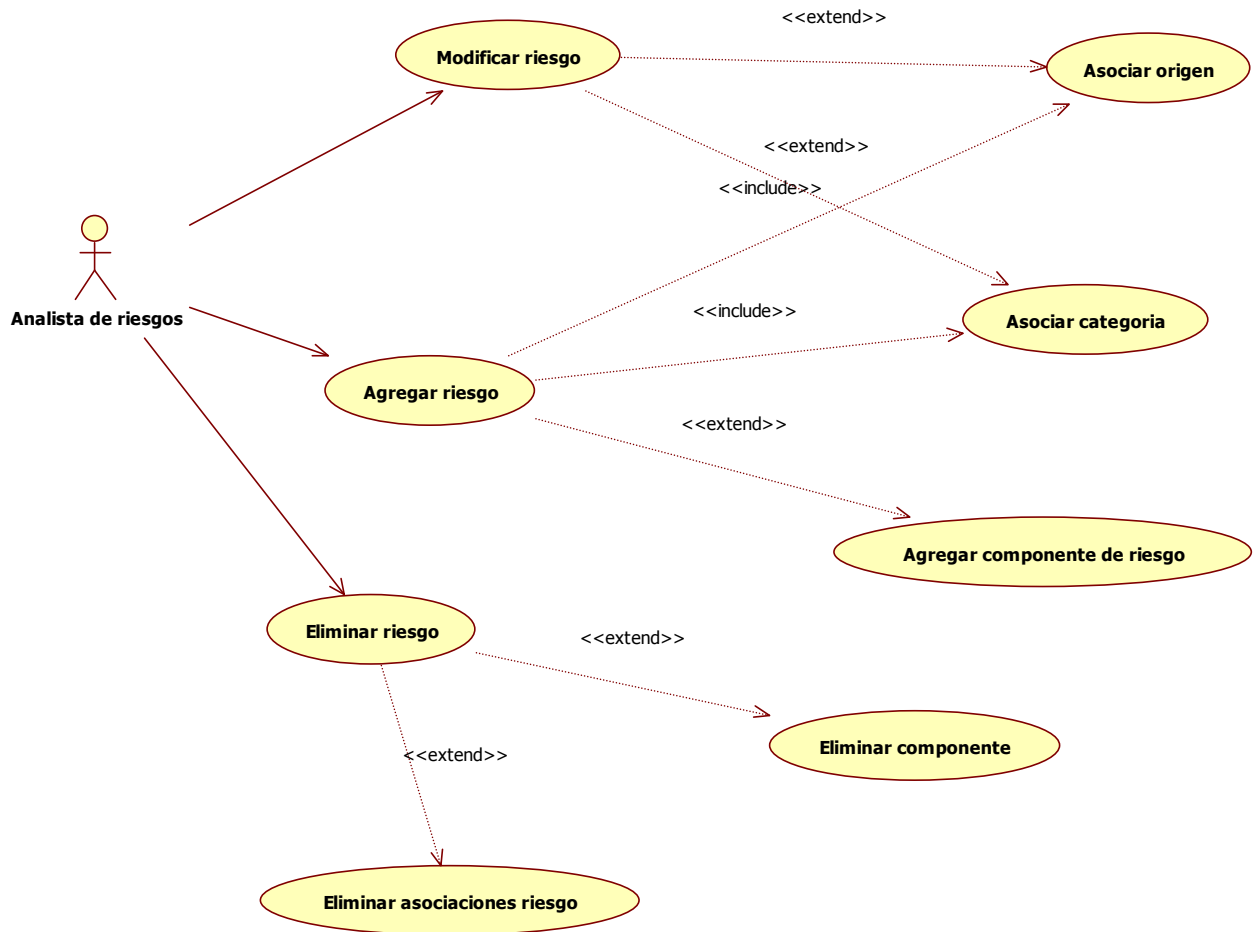 <<extend>>
Modificar riesgo
Asociar origen
<<extend>>
<<include>>
Analista de riesgos
<<include>>
Asociar categoria
Agregar riesgo
<<extend>>
Agregar componente de riesgo
Eliminar riesgo
<<extend>>
Eliminar componente
<<extend>>
Eliminar asociaciones riesgo